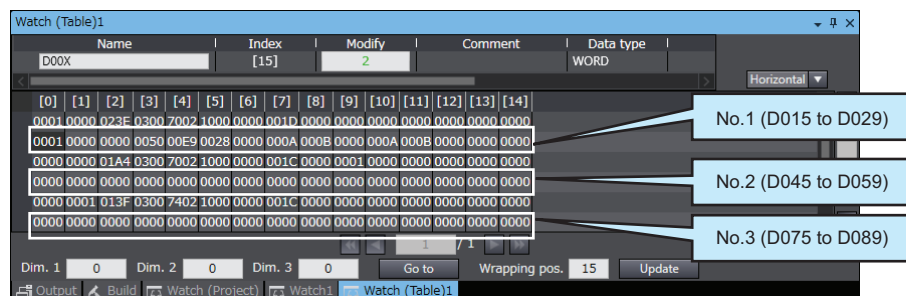 Watch (Table)1
Name Index Modify Comment Data type
D00X [15] 2 WORD
Horizontal
[0] [1] [2] [3] [4] [5] [6] [7] [8] [9] [10] [11] [12] [13] [14]
0001 0000 023E 0300 7002 1000 0000 001D 0000 0000 0000 0000 0000 0000 0000
0001 0000 0000 0050 00E9 0028 0000 000A 000B 0000 000A 000B 0000 0000 0000
No.1 (D015 to D029)
0000 0000 01A4 0300 7002 1000 0000 001C 0000 0001 0000 0000 0000 0000 0000
0000 0000 0000 0000 0000 0000 0000 0000 0000 0000 0000 0000 0000 0000 0000
No.2 (D045 to D059)
0000 0001 013F 0300 7402 1000 0000 001C 0000 0000 0000 0000 0000 0000 0000
0000 0000 0000 0000 0000 0000 0000 0000 0000 0000 0000 0000 0000 0000 0000
No.3 (D075 to D089)
1 / 1
Dim. 1 0 Dim. 2 0 Dim. 3 0 Go to Wrapping pos. 15 Update
Output Build Watch (Project) Watch1 Watch (Table)1